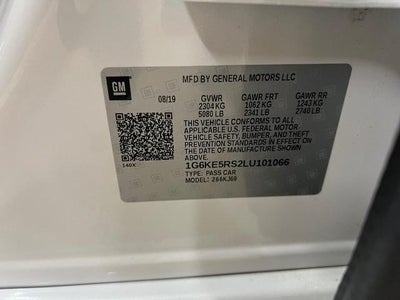 GM
MFD BY GENERAL MOTORS LLC
08/19 GVWR GAWR FRT GAWR RR
2304 KG 1062 KG 1243 KG
5080 LB 2341 LB 2740 LB
THIS VEHICLE CONFORMS TO ALL
APPLICABLE U.S. FEDERAL MOTOR
VEHICLE SAFETY, BUMPER, AND THEFT
PREVENTION STANDARDS IN EFFECT
ON THE DATE OF MANUFACTURE
SHOWN ABOVE.
140X 1G6KE5RS2LU101066
TYPE: PASS CAR
MODEL: 266KJ69